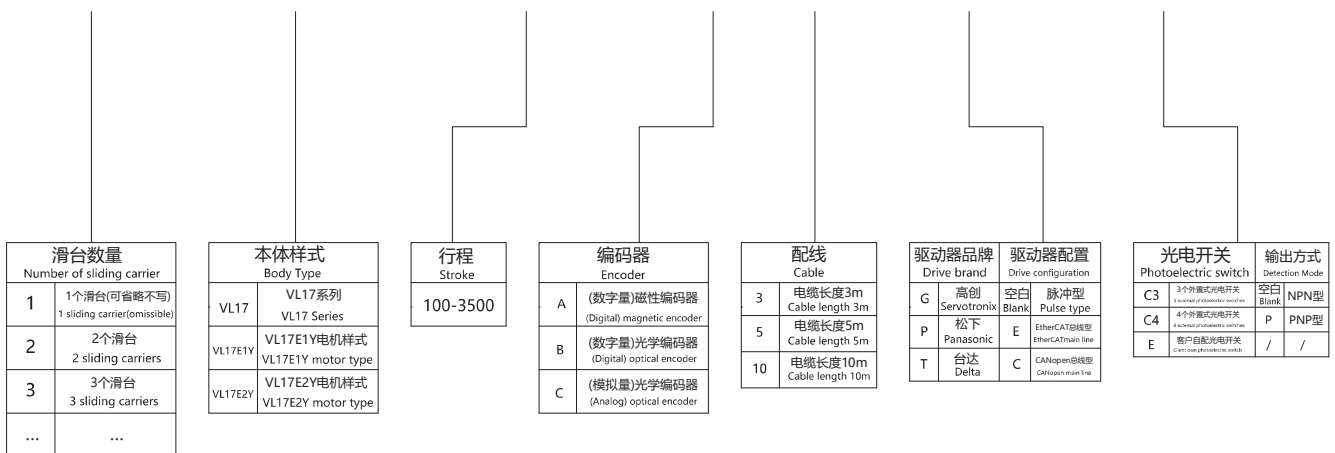 滑台数量
Number of sliding carrier
1
1个滑台(可省略不写)
1 sliding carrier(omissible)
2
2个滑台
2 sliding carriers
3
3个滑台
3 sliding carriers
...
...
本体样式
Body Type
VL17
VL17系列
VL17 Series
VL17E1Y
VL17E1Y电机样式
VL17E1Y motor type
VL17E2Y
VL17E2Y电机样式
VL17E2Y motor type
行程
Stroke
100-3500
编码器
Encoder
A
(数字量)磁性编码器
(Digital) magnetic encoder
B
(数字量)光学编码器
(Digital) optical encoder
C
(模拟量)光学编码器
(Analog) optical encoder
配线
Cable
3
电缆长度3m
Cable length 3m
5
电缆长度5m
Cable length 5m
10
电缆长度10m
Cable length 10m
驱动器品牌
Drive brand
驱动器配置
Drive configuration
G
高创
Servotronix
空白
Blank
脉冲型
Pulse type
P
松下
Panasonic
E
EtherCAT总线型
EtherCATmain line
T
台达
Delta
C
CANopen总线型
CANopen main line
光电开关
Photoelectric switch
输出方式
Detection Mode
C3
3个外置式光电开关
3 external photoelectric switches
空白
Blank
NPN型
C4
4个外置式光电开关
external photoelectric switches
P
PNP型
E
客户自配光电开关
Client own photoelectric switch
/
/